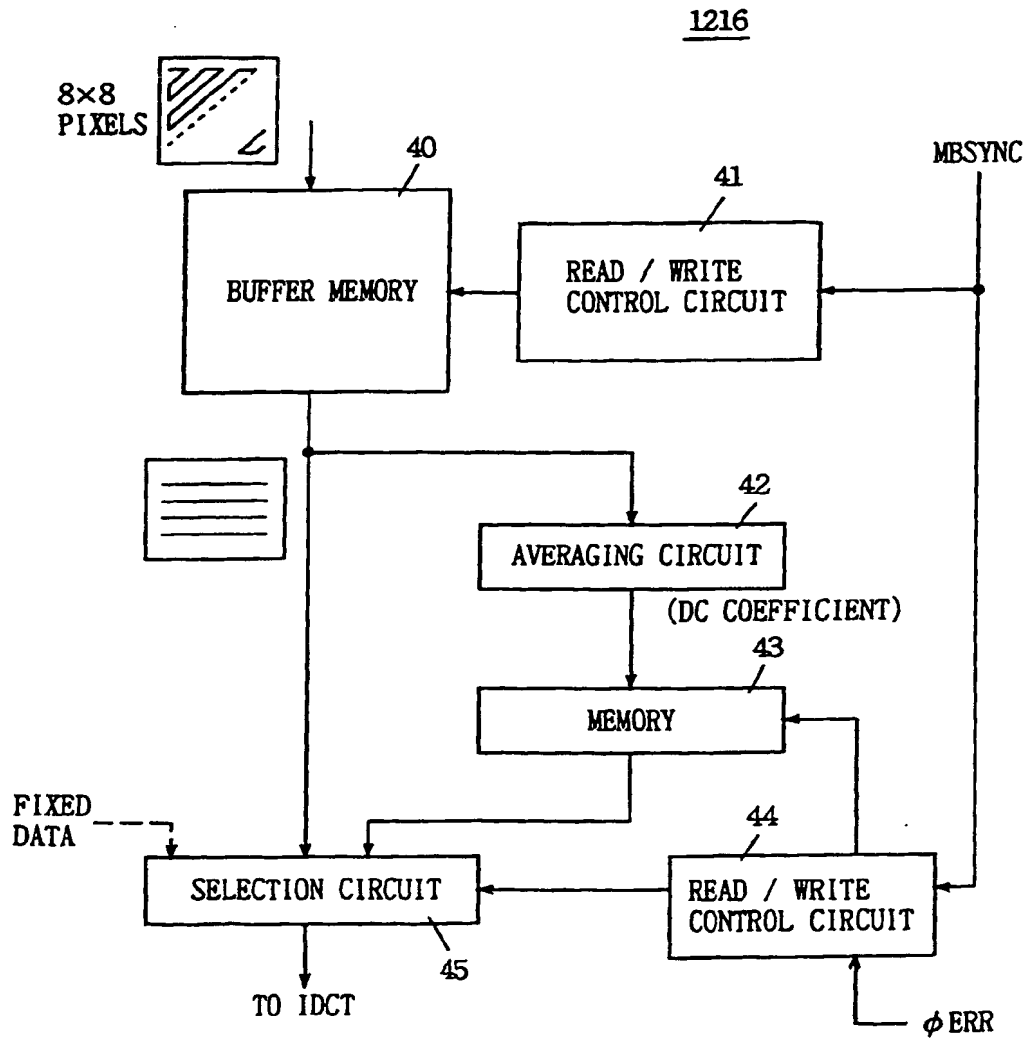 1216
8×8
PIXELS
40
41
MBSYNC
BUFFER MEMORY
READ / WRITE
CONTROL CIRCUIT
42
AVERAGING CIRCUIT
(DC COEFFICIENT)
43
MEMORY
FIXED
DATA
44
SELECTION CIRCUIT
READ / WRITE
CONTROL CIRCUIT
45
TO IDCT
φERR